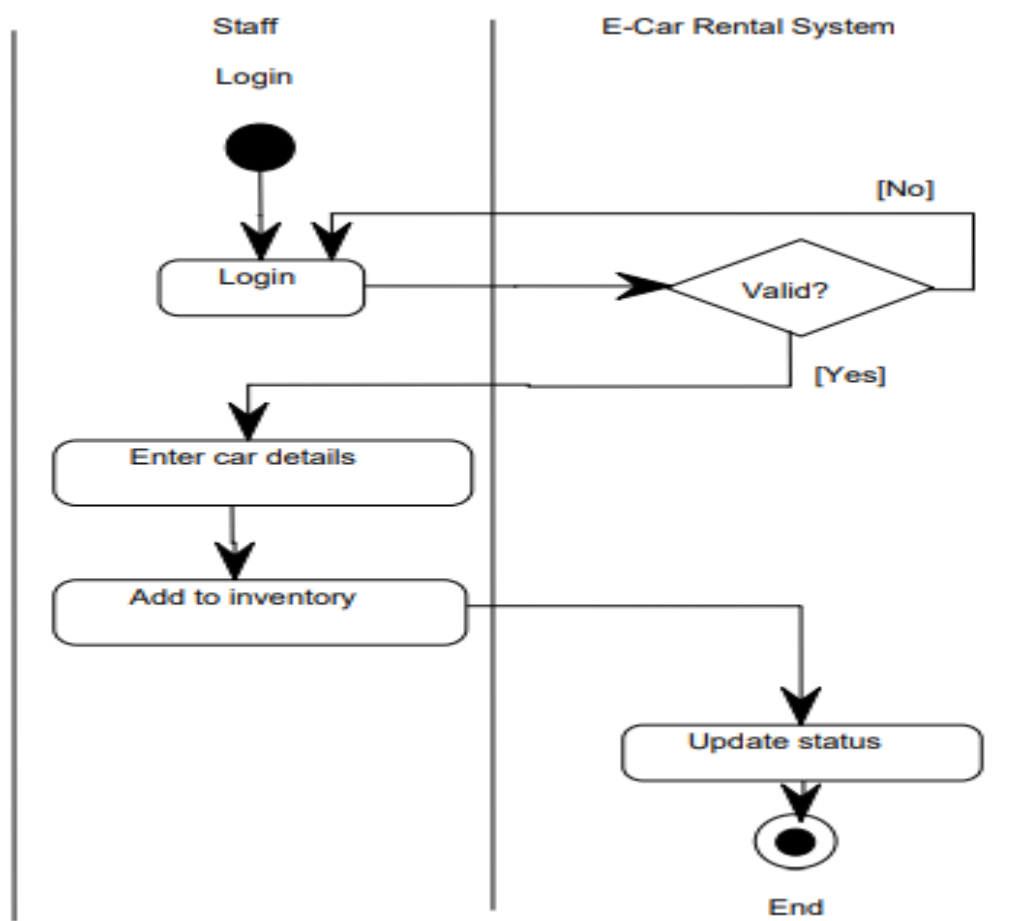 Staff
E-Car Rental System
Login
[No]
Login
Valid?
[Yes]
Enter car details
Add to inventory
Update status
End